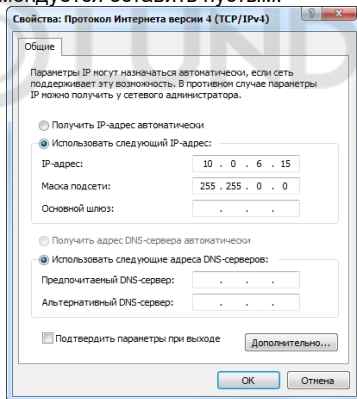 мендуется оставить пустым.
Свойства: Протокол Интернета версии 4 (TCP/IPv4)
Общие
Параметры IP могут назначаться автоматически, если сеть
поддерживает эту возможность. В противном случае параметры
IP можно получить у сетевого администратора.
Получить IP-адрес автоматически
Использовать следующий IP-адрес:
IP-адрес: 10 . 0 . 6 . 15
Маска подсети: 255 . 255 . 0 . 0
Основной шлюз: . . .
Получить адрес DNS-сервера автоматически
Использовать следующие адреса DNS-серверов:
Предпочитаемый DNS-сервер: . . .
Альтернативный DNS-сервер: . . .
Подтвердить параметры при выходе
Дополнительно...
OK Отмена